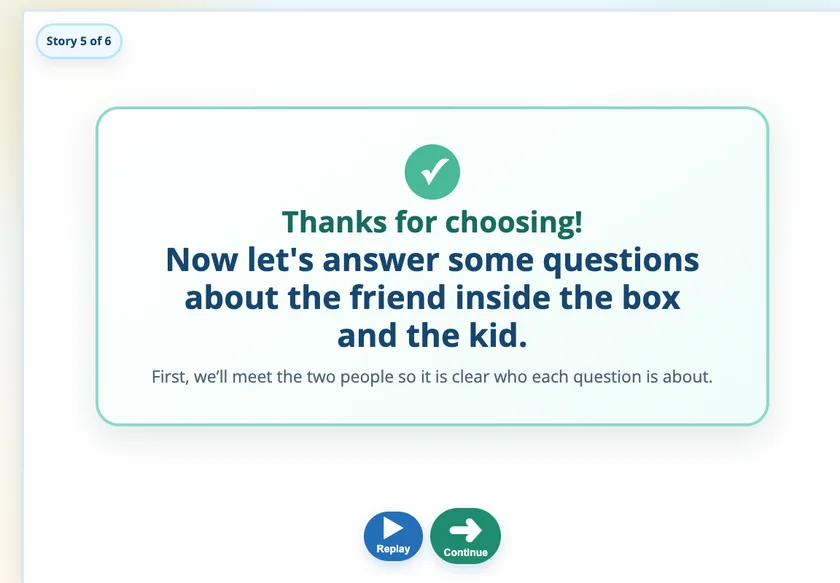 Story 5 of 6
Thanks for choosing!
Now let's answer some questions
about the friend inside the box
and the kid.
First, we’ll meet the two people so it is clear who each question is about.
Replay
Continue